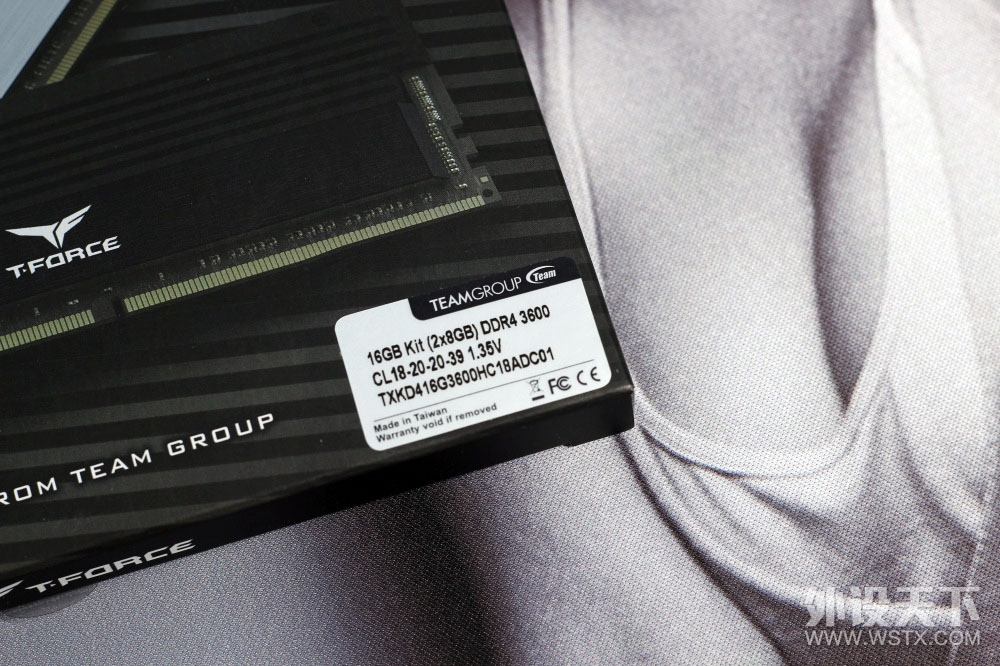 T-FORCE
TEAMGROUP Team
16GB Kit (2x8GB) DDR4 3600
CL18-20-20-39 1.35V
TXKD416G3600HC18ADC01
FC CE
Made in Taiwan
Warranty void if removed
ROM TEAM GROUP
T-FORCE
外设天下
WWW.WSTX.COM